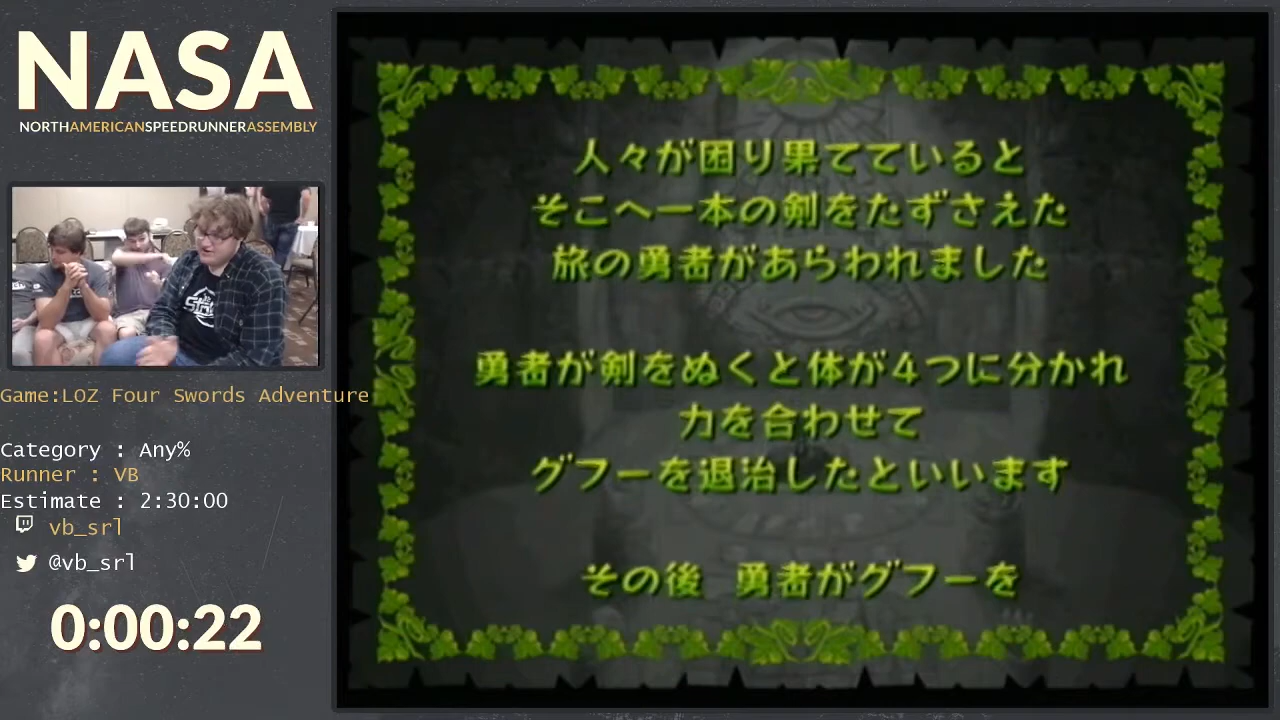 NASA
NORTHAMERICANSPEEDRUNNERASSEMBLY
Game:LOZ Four Swords Adventure
Category : Any%
Runner : VB
Estimate : 2:30:00
vb_srl
@vb_srl
0:00:22
人々が困り果てていると
そこへ一本の剣をたずさえた
旅の勇者があらわれました
勇者が剣をぬくと体が4つに分かれ
力を合わせて
グフーを退治したといいます
その後 勇者がグフーを